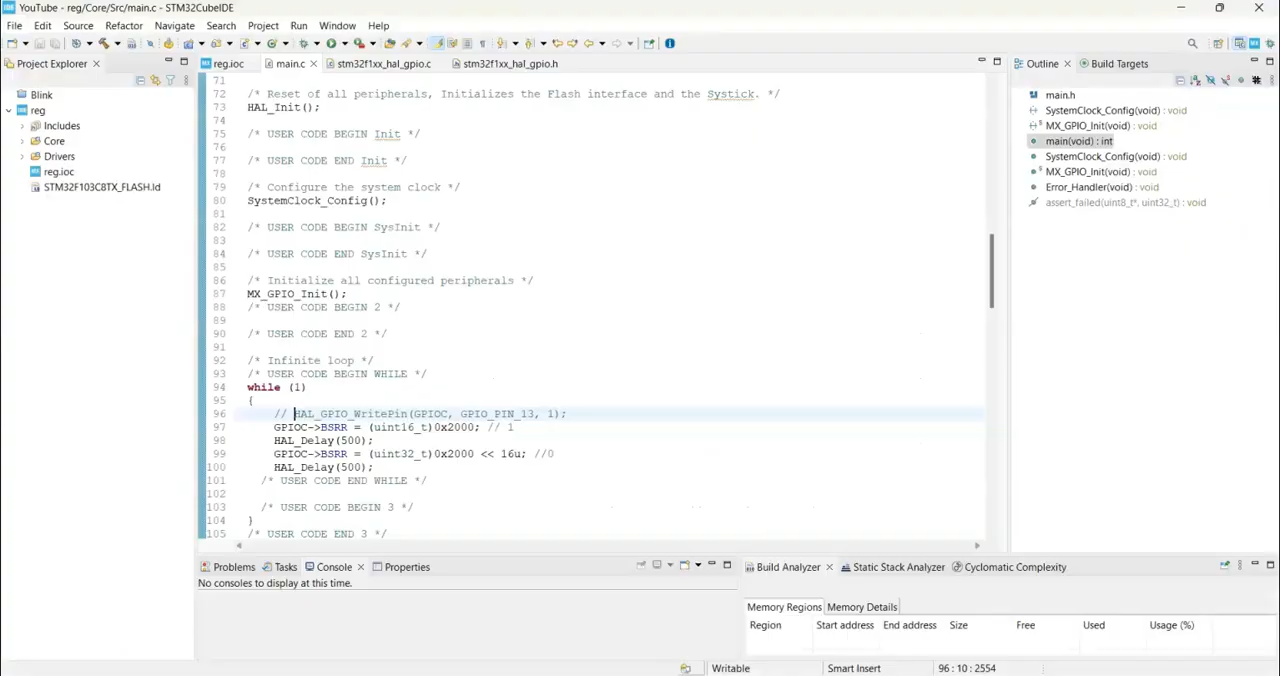 YouTube - reg/Core/Src/main.c - STM32CubeIDE
File Edit Source Refactor Navigate Search Project Run Window Help
Project Explorer
Blink
reg
Includes
Core
Drivers
reg.ioc
STM32F103C8TX_FLASH.ld
reg.ioc main.c stm32f1xx_hal_gpio.c stm32f1xx_hal_gpio.h
71
72 /* Reset of all peripherals, Initializes the Flash interface and the Systick. */
73 HAL_Init();
74
75 /* USER CODE BEGIN Init */
76
77 /* USER CODE END Init */
78
79 /* Configure the system clock */
80 SystemClock_Config();
81
82 /* USER CODE BEGIN SysInit */
83
84 /* USER CODE END SysInit */
85
86 /* Initialize all configured peripherals */
87 MX_GPIO_Init();
88 /* USER CODE BEGIN 2 */
89
90 /* USER CODE END 2 */
91
92 /* Infinite loop */
93 /* USER CODE BEGIN WHILE */
94 while (1)
95 {
96 // HAL_GPIO_WritePin(GPIOC, GPIO_PIN_13, 1);
97 GPIOC->BSRR = (uint16_t)0x2000; // 1
98 HAL_Delay(500);
99 GPIOC->BSRR = (uint32_t)0x2000 << 16u; //0
100 HAL_Delay(500);
101 /* USER CODE END WHILE */
102
103 /* USER CODE BEGIN 3 */
104 }
105 /* USER CODE END 3 */
Outline Build Targets
main.h
SystemClock_Config(void) : void
MX_GPIO_Init(void) : void
main(void) : int
SystemClock_Config(void) : void
MX_GPIO_Init(void) : void
Error_Handler(void) : void
assert_failed(uint8_t*, uint32_t) : void
Problems Tasks Console Properties
No consoles to display at this time.
Build Analyzer Static Stack Analyzer Cyclomatic Complexity
Memory Regions Memory Details
Region Start address End address Size Free Used Usage (%)
Writable Smart Insert 96 : 10 : 2554